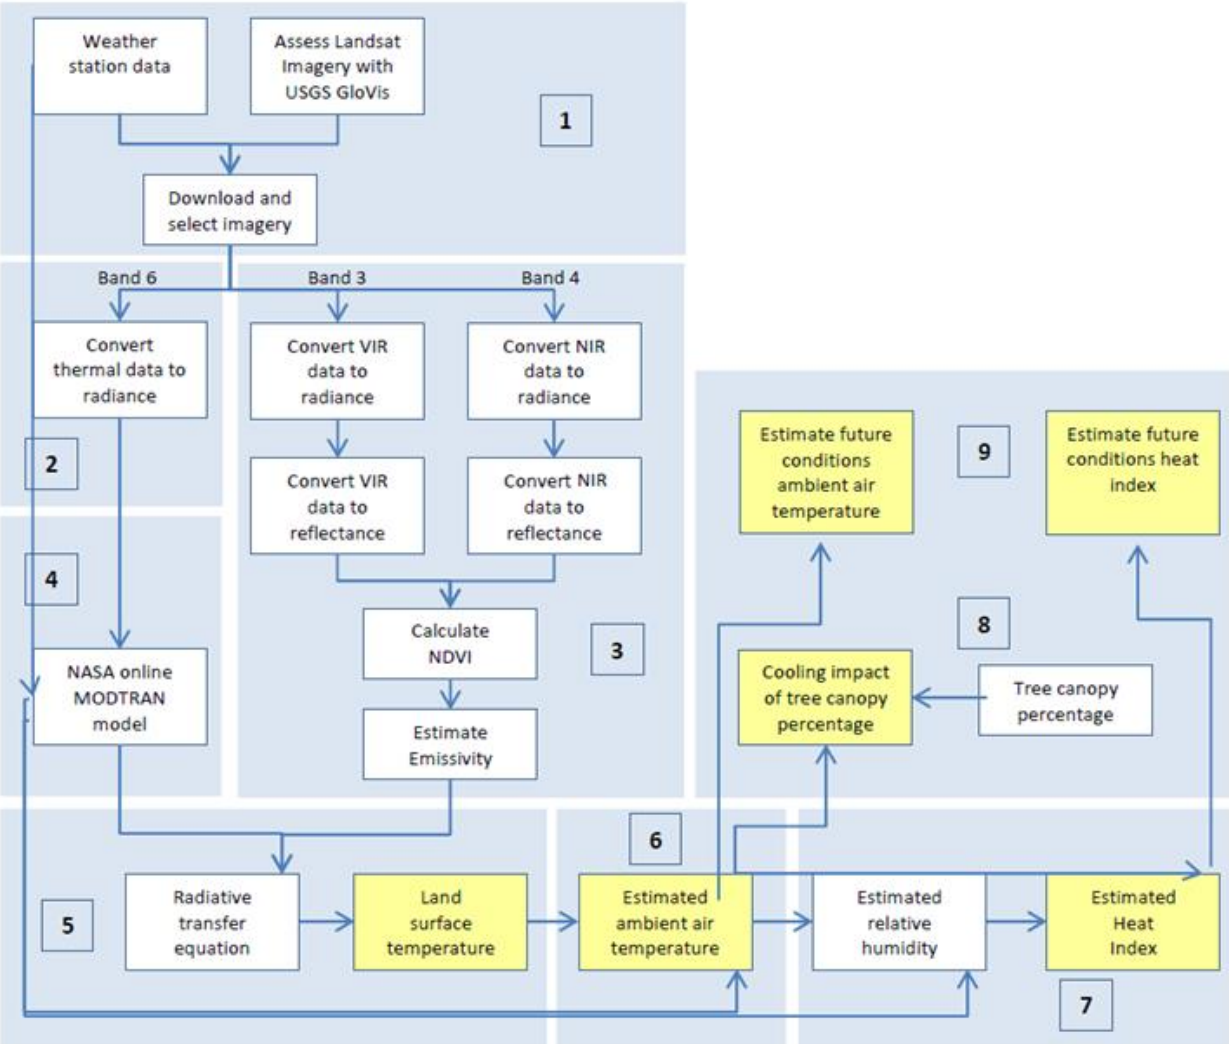 Weather
station data
Assess Landsat
Imagery with
USGS GloVis
1
Download and
select imagery
Band 6
Band 3
Band 4
Convert
thermal data to
radiance
Convert VIR
data to
radiance
Convert NIR
data to
radiance
2
Convert VIR
data to
reflectance
Convert NIR
data to
reflectance
Estimate future
conditions
ambient air
temperature
9
Estimate future
conditions heat
index
4
Calculate
NDVI
3
8
NASA online
MODTRAN
model
Cooling impact
of tree canopy
percentage
Tree canopy
percentage
Estimate
Emissivity
6
5
Radiative
transfer
equation
Land
surface
temperature
Estimated
ambient air
temperature
Estimated
relative
humidity
Estimated
Heat
Index
7